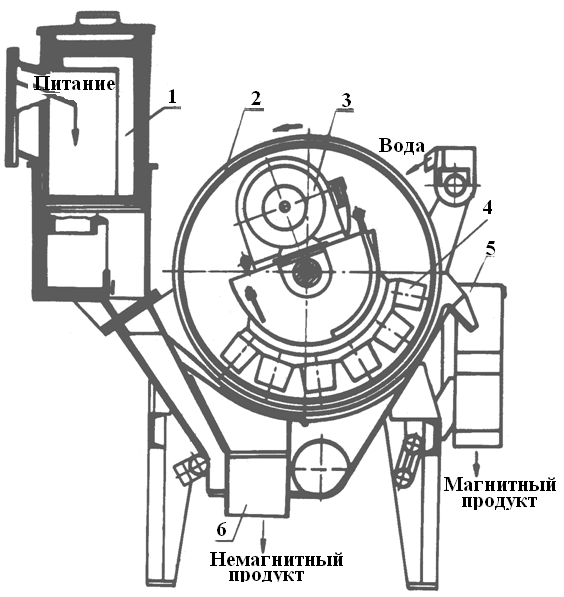 Питание
1
2
3
Вода
4
5
Магнитный
продукт
6
Немагнитный
продукт